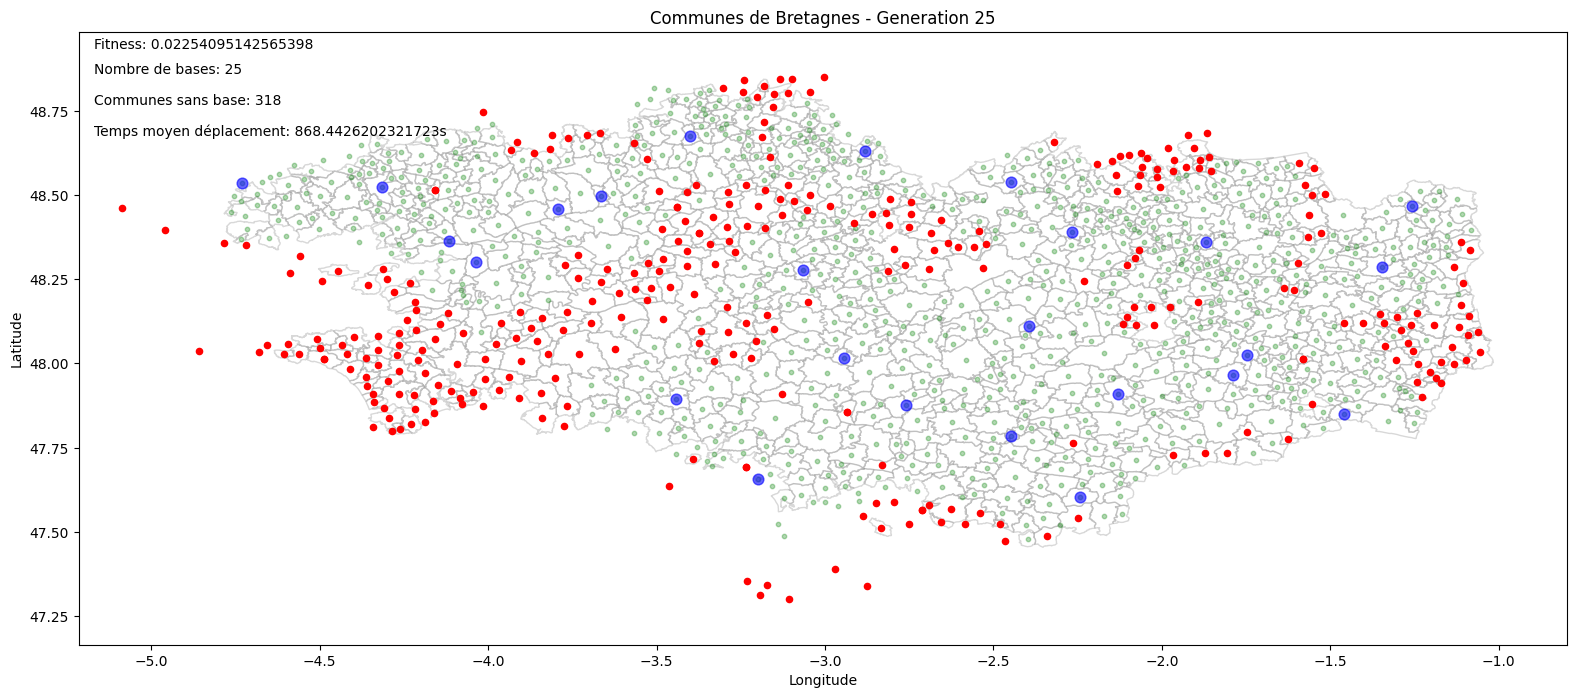 Communes de Bretagnes - Generation 25
Fitness: 0.02254095142565398
Nombre de bases: 25
Communes sans base: 318
Temps moyen déplacement: 868.4426202321723s
Latitude
48.75
48.50
48.25
48.00
47.75
47.50
47.25
−5.0 −4.5 −4.0 −3.5 −3.0 −2.5 −2.0 −1.5 −1.0
Longitude